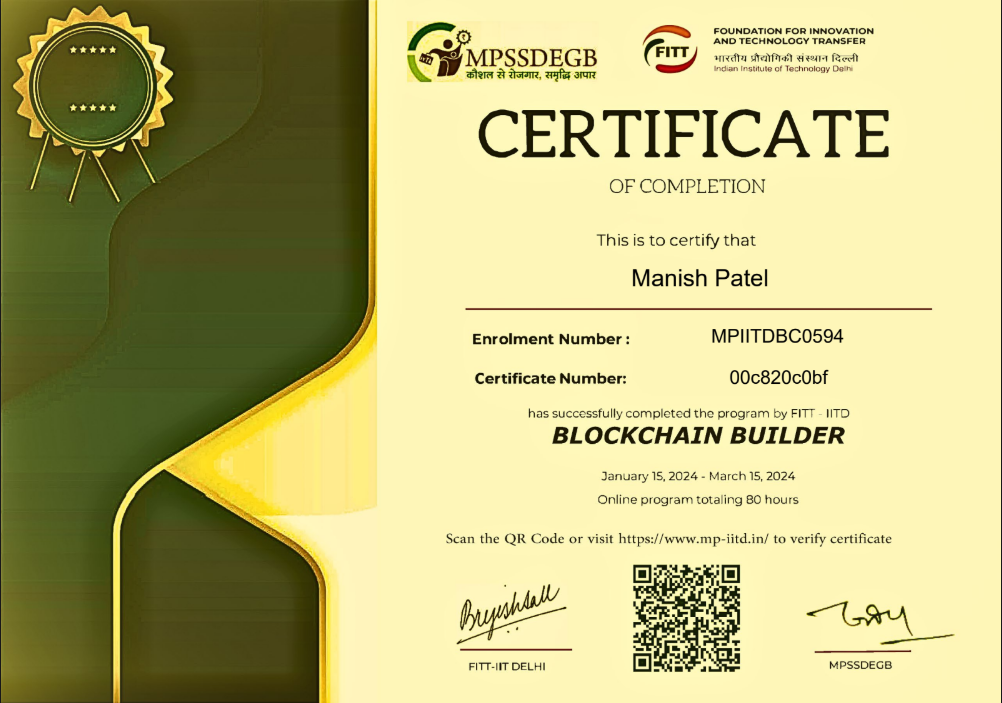 MPSSDEGB
कौशल से रोजगार, समृद्धि अपार
FITT
FOUNDATION FOR INNOVATION
AND TECHNOLOGY TRANSFER
भारतीय प्रौद्योगिकी संस्थान दिल्ली
Indian Institute of Technology Delhi
CERTIFICATE
OF COMPLETION
This is to certify that
Manish Patel
Enrolment Number : MPIITDBC0594
Certificate Number: 00c820c0bf
has successfully completed the program by FITT - IITD
BLOCKCHAIN BUILDER
January 15, 2024 - March 15, 2024
Online program totaling 80 hours
Scan the QR Code or visit https://www.mp-iitd.in/ to verify certificate
FITT-IIT DELHI
MPSSDEGB